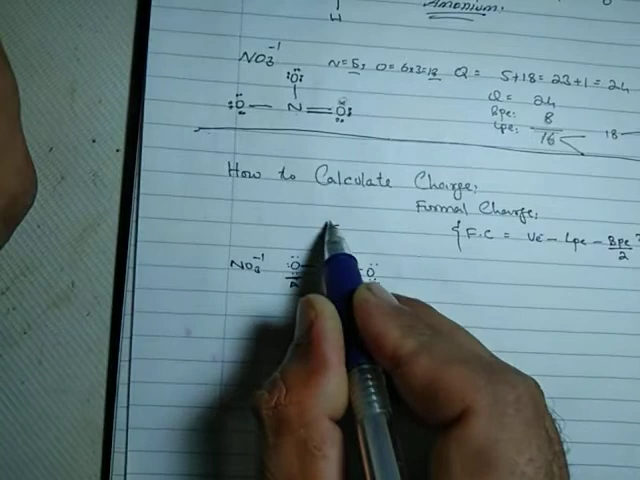 H
Amonium.
NO3 -1 N=5, O=6x3=18 Q= 5+18=23+1=24
Q= 24
Bpe: 8
Lpe: 16 18
:Ö: — N = Ö:
:Ö:
How to Calculate Charge,
Formal Charge,
{F.C = Ve - Lpe - Bpe/2
NO3 -1 :Ö: Ö:
A